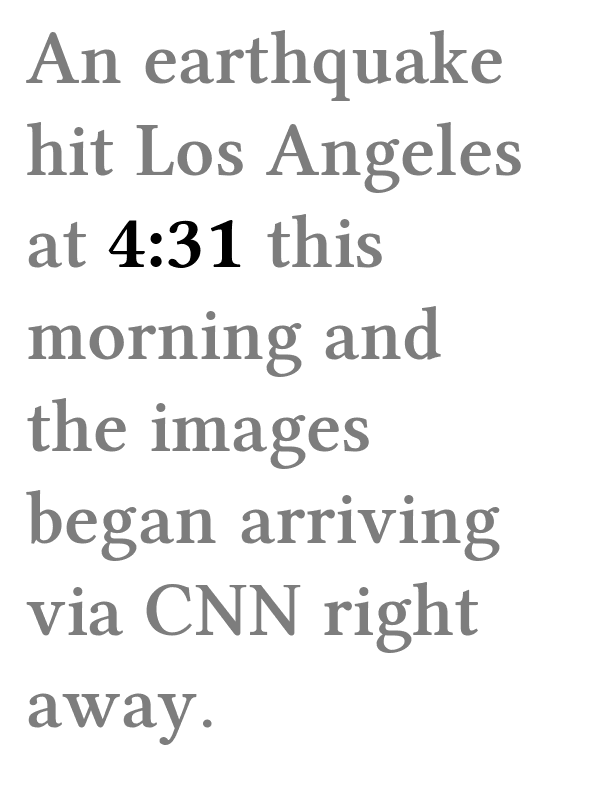 An earthquake
hit Los Angeles
at 4:31 this
morning and
the images
began arriving
via CNN right
away.